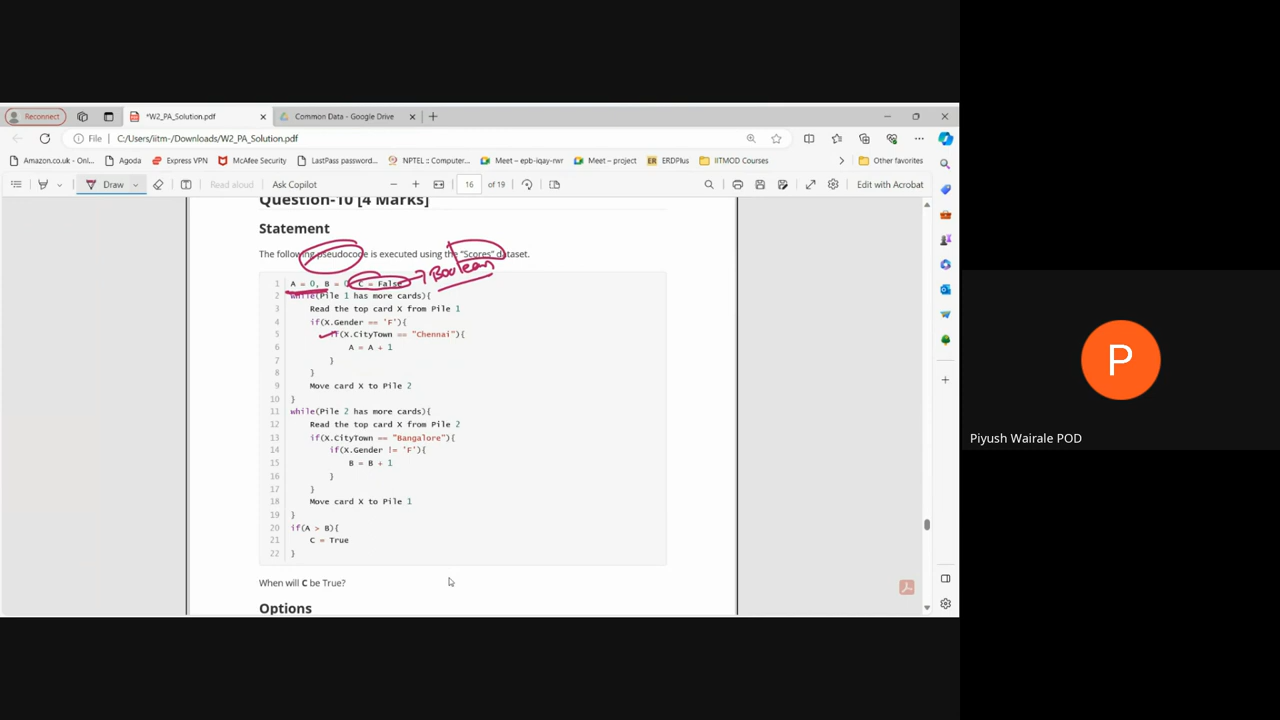 Reconnect
*W2_PA_Solution.pdf
Common Data - Google Drive
File
C:/Users/iitm-/Downloads/W2_PA_Solution.pdf
Amazon.co.uk - Onl...
Agoda
Express VPN
McAfee Security
LastPass password...
NPTEL :: Computer...
Meet – epb-iqay-rwr
Meet – project
ERDPlus
IITMOD Courses
Other favorites
Draw
Read aloud
Ask Copilot
16 of 19
Edit with Acrobat
Question-10 [4 Marks]
Statement
The following pseudocode is executed using the "Scores" dataset.
Boolean
1 A = 0, B = 0, C = False
2 while(Pile 1 has more cards){
3 Read the top card X from Pile 1
4 if(X.Gender == 'F'){
5 if(X.CityTown == "Chennai"){
6 A = A + 1
7 }
8 }
9 Move card X to Pile 2
10 }
11 while(Pile 2 has more cards){
12 Read the top card X from Pile 2
13 if(X.CityTown == "Bangalore"){
14 if(X.Gender != 'F'){
15 B = B + 1
16 }
17 }
18 Move card X to Pile 1
19 }
20 if(A > B){
21 C = True
22 }
When will C be True?
Options
P
Piyush Wairale POD